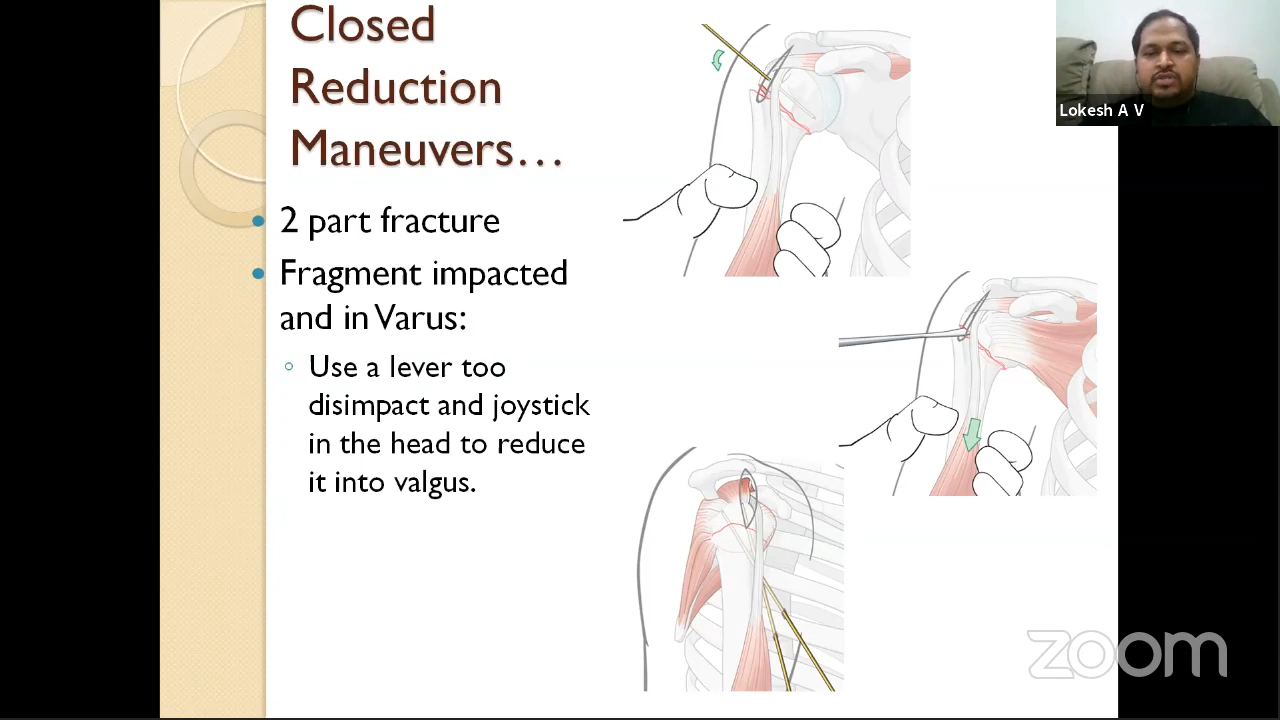 Closed
Reduction
Maneuvers…
2 part fracture
Fragment impacted
and in Varus:
Use a lever too
disimpact and joystick
in the head to reduce
it into valgus.
Lokesh A V
zoom